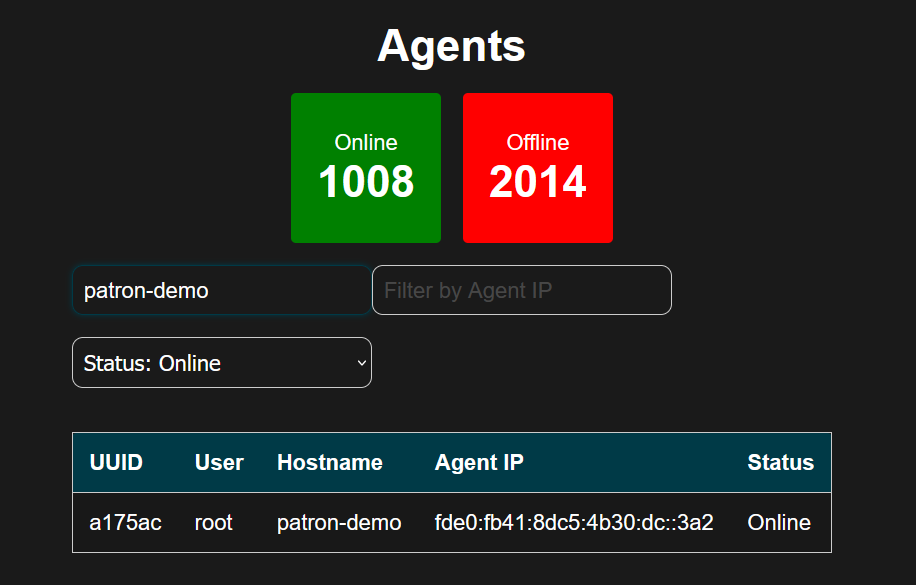 Agents
Online Offline
1008 2014
patron-demo Filter by Agent IP
Status: Online
UUID User Hostname Agent IP Status
a175ac root patron-demo fde0:fb41:8dc5:4b30:dc::3a2 Online